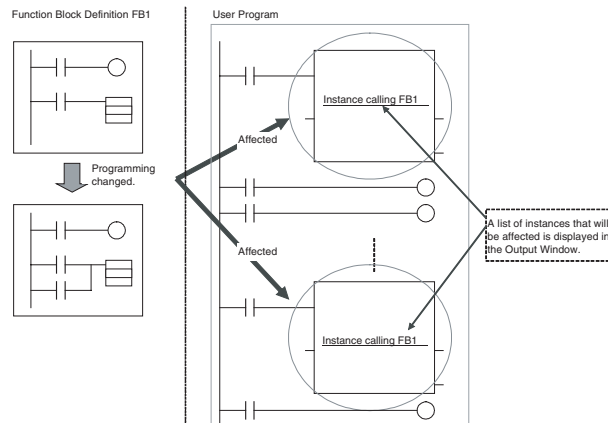 Function Block Definition FB1
User Program
Instance calling FB1
Affected
Programming
changed.
A list of instances that will
be affected is displayed in
the Output Window.
Affected
Instance calling FB1